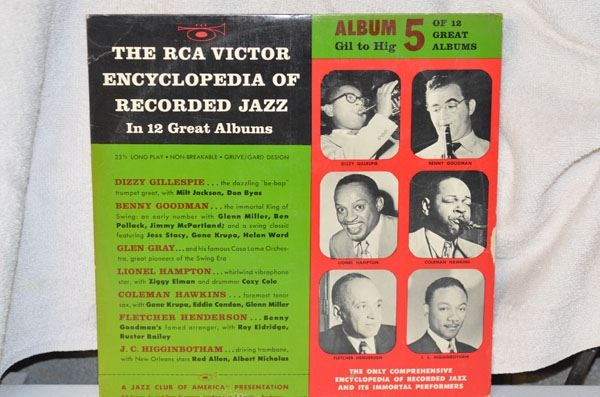 THE RCA VICTOR
ENCYCLOPEDIA OF
RECORDED JAZZ
In 12 Great Albums
33⅓ LONG PLAY • NON-BREAKABLE • GRUVE/GARD DESIGN
DIZZY GILLESPIE . . . the dazzling "be-bop"
trumpet great, with Milt Jackson, Don Byas
BENNY GOODMAN . . . the immortal King of
Swing: an early number with Glenn Miller, Ben
Pollack, Jimmy McPartland; and a swing classic
featuring Jess Stacy, Gene Krupa, Helen Ward
GLEN GRAY . . . and his famous Casa Loma Orches-
tra, great pioneers of the Swing Era
LIONEL HAMPTON . . . whirlwind vibraphone
star, with Ziggy Elman and drummer Cozy Cole
COLEMAN HAWKINS . . . foremost tenor
sax, with Gene Krupa, Eddie Condon, Glenn Miller
FLETCHER HENDERSON . . . Benny
Goodman's famed arranger, with Roy Eldridge,
Buster Bailey
J. C. HIGGINBOTHAM . . . driving trombone,
with New Orleans stars Red Allen, Albert Nicholas
A JAZZ CLUB OF AMERICA PRESENTATION
ALBUM 5 OF 12
Gil to Hig GREAT
ALBUMS
DIZZY GILLESPIE
BENNY GOODMAN
LIONEL HAMPTON
COLEMAN HAWKINS
FLETCHER HENDERSON
J. C. HIGGINBOTHAM
THE ONLY COMPREHENSIVE
ENCYCLOPEDIA OF RECORDED JAZZ
AND ITS IMMORTAL PERFORMERS